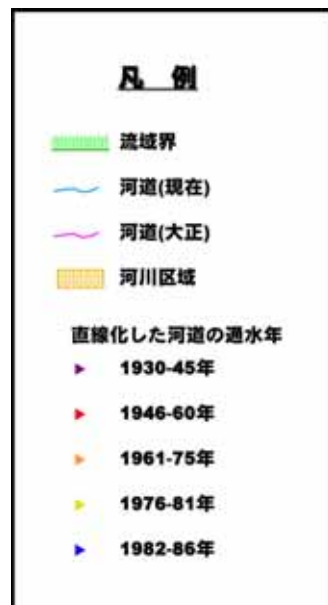 凡 例
流域界
河道(現在)
河道(大正)
河川区域
直線化した河道の通水年
1930-45年
1946-60年
1961-75年
1976-81年
1982-86年